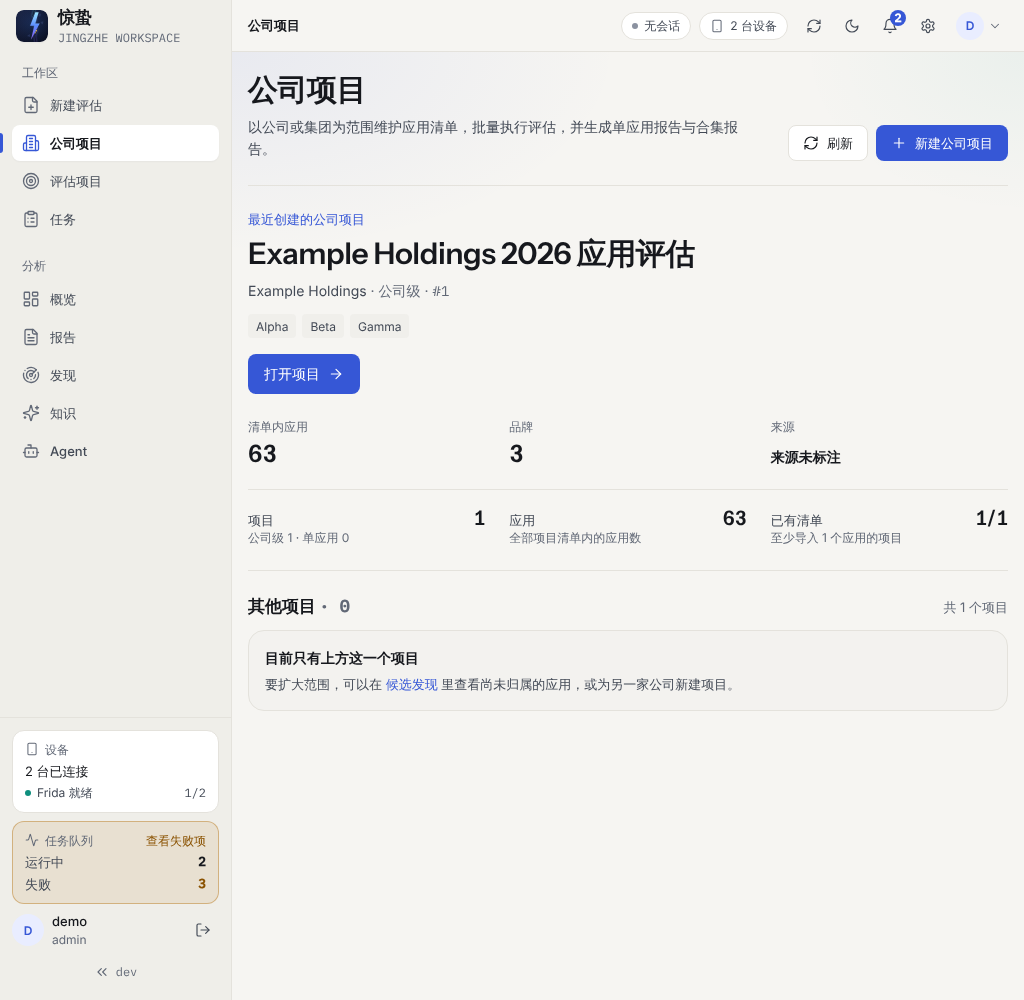 惊蛰
JINGZHE WORKSPACE
工作区
新建评估
公司项目
评估项目
任务
分析
概览
报告
发现
知识
Agent
设备
2 台已连接
Frida 就绪 1/2
任务队列 查看失败项
运行中 2
失败 3
D demo
admin
dev
公司项目
无会话
2 台设备
2
D
公司项目
以公司或集团为范围维护应用清单，批量执行评估，并生成单应用报告与合集报
告。
刷新
新建公司项目
最近创建的公司项目
Example Holdings 2026 应用评估
Example Holdings · 公司级 · #1
Alpha Beta Gamma
打开项目
清单内应用 品牌 来源
63 3 来源未标注
项目 1 应用 63 已有清单 1/1
公司级 1 · 单应用 0 全部项目清单内的应用数 至少导入 1 个应用的项目
其他项目 · 0 共 1 个项目
目前只有上方这一个项目
要扩大范围，可以在 候选发现 里查看尚未归属的应用，或为另一家公司新建项目。